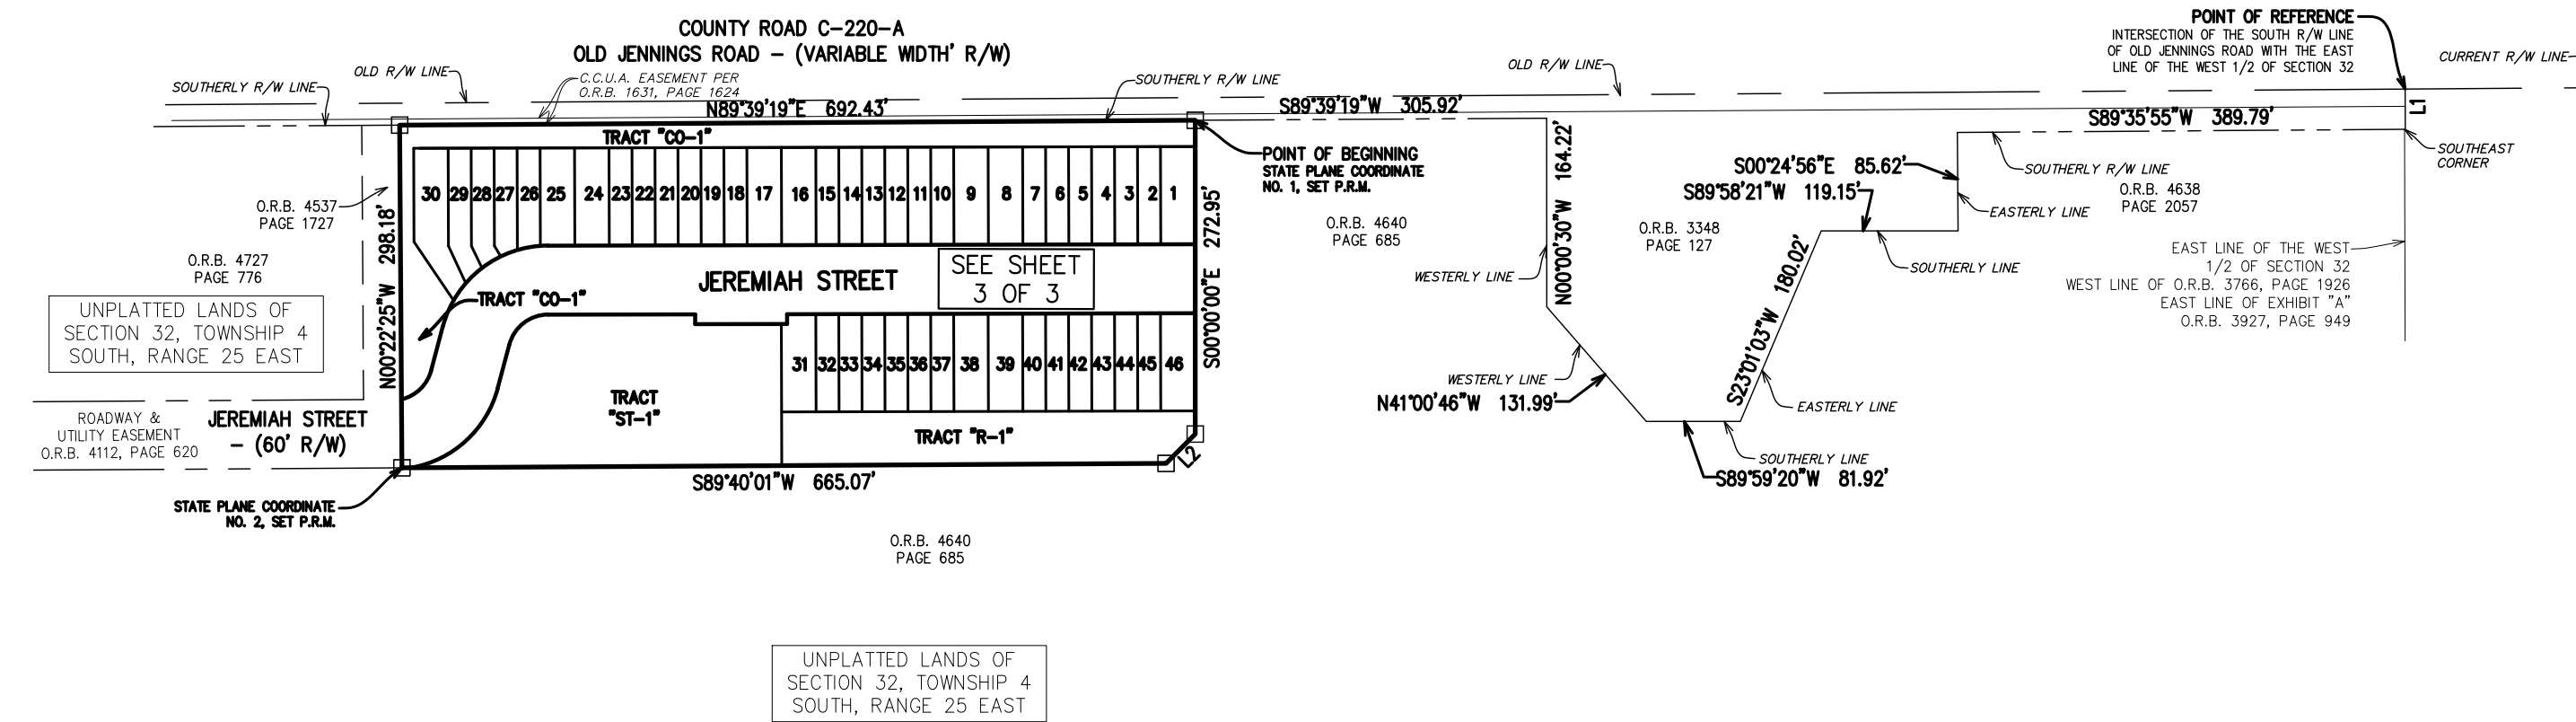 COUNTY ROAD C-220-A
OLD JENNINGS ROAD - (VARIABLE WIDTH' R/W)
POINT OF REFERENCE
INTERSECTION OF THE SOUTH R/W LINE
OF OLD JENNINGS ROAD WITH THE EAST
LINE OF THE WEST 1/2 OF SECTION 32
CURRENT R/W LINE
SOUTHERLY R/W LINE
OLD R/W LINE
C.C.U.A. EASEMENT PER
O.R.B. 1631, PAGE 1624
SOUTHERLY R/W LINE
OLD R/W LINE
N89°39'19"E 692.43'
S89°39'19"W 305.92'
S89°35'55"W 389.79'
L1
TRACT "CO-1"
POINT OF BEGINNING
STATE PLANE COORDINATE
NO. 1, SET P.R.M.
N00°00'30"W 164.22'
S00°24'56"E 85.62'
S89°58'21"W 119.15'
SOUTHERLY R/W LINE
SOUTHEAST
CORNER
30 29 28 27 26 25 24 23 22 21 20 19 18 17 16 15 14 13 12 11 10 9 8 7 6 5 4 3 2 1
O.R.B. 4537
PAGE 1727
O.R.B. 4727
PAGE 776
N00°22'25"W 298.18'
S00°00'00"E 272.95'
O.R.B. 4640
PAGE 685
O.R.B. 3348
PAGE 127
EASTERLY LINE
O.R.B. 4638
PAGE 2057
WESTERLY LINE
SOUTHERLY LINE
EAST LINE OF THE WEST
1/2 OF SECTION 32
WEST LINE OF O.R.B. 3766, PAGE 1926
EAST LINE OF EXHIBIT "A"
O.R.B. 3927, PAGE 949
UNPLATTED LANDS OF
SECTION 32, TOWNSHIP 4
SOUTH, RANGE 25 EAST
JEREMIAH STREET
SEE SHEET
3 OF 3
TRACT "CO-1"
S23°01'03"W 180.02'
31 32 33 34 35 36 37 38 39 40 41 42 43 44 45 46
WESTERLY LINE
N41°00'46"W 131.99'
EASTERLY LINE
TRACT
"ST-1"
TRACT "R-1"
L2
ROADWAY &
UTILITY EASEMENT
O.R.B. 4112, PAGE 620
JEREMIAH STREET
- (60' R/W)
SOUTHERLY LINE
S89°59'20"W 81.92'
S89°40'01"W 665.07'
STATE PLANE COORDINATE
NO. 2, SET P.R.M.
O.R.B. 4640
PAGE 685
UNPLATTED LANDS OF
SECTION 32, TOWNSHIP 4
SOUTH, RANGE 25 EAST